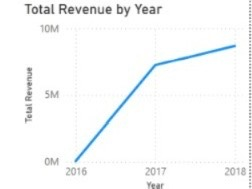 Total Revenue by Year
10M
Total Revenue
5M
0M
2016 2017 2018
Year